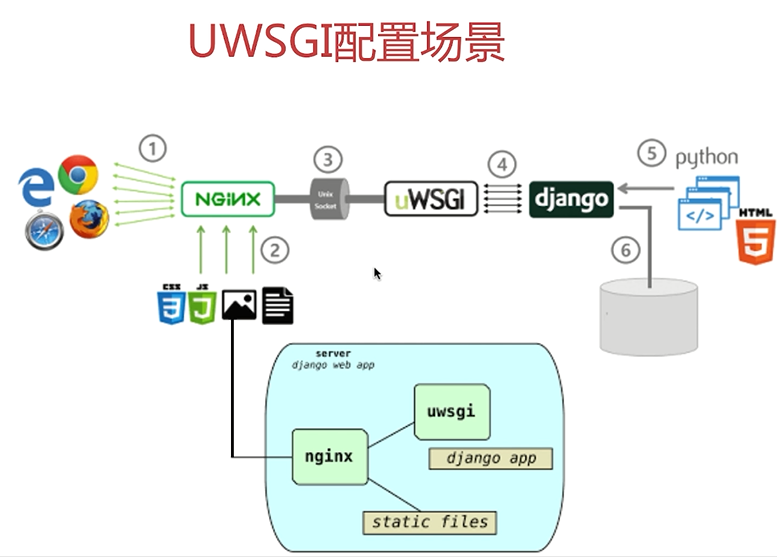 UWSGI配置场景
1
NGINX
3
Unix
Socket
uWSGI
4
django
5
python
</>
HTML
5
2
6
CSS
3
JS
server
django web app
uwsgi
nginx
django app
static files